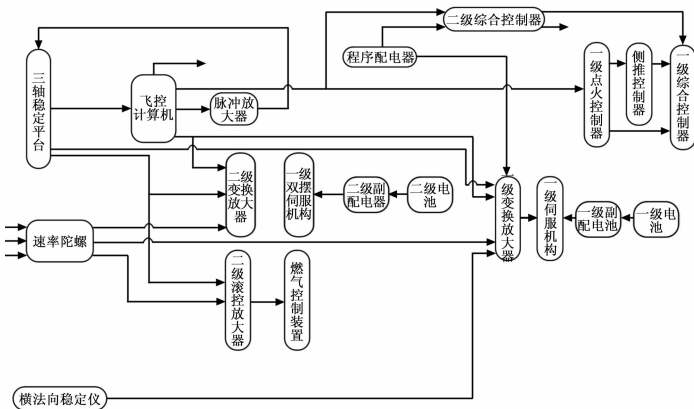 二级综合控制器
程序配电器
三轴稳定平台
飞控
计算机
脉冲放
大器
一级点火控制器
侧推控制器
一级综合控制器
二级
变换
放大器
一级摆
双伺服
机构
二级副
配电器
二级电
池
级变换放大器
一级伺服机构
一级副
配电池
一级电
池
速率陀螺
二级滚控放大器
燃气控制装置
横法向稳定仪